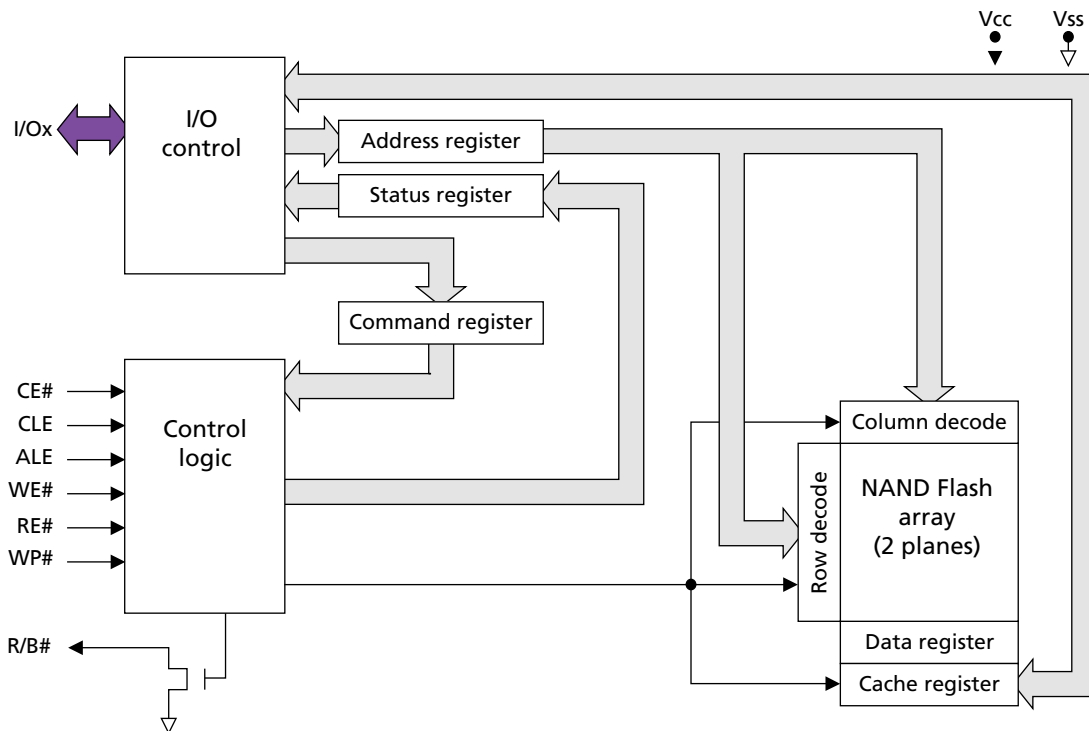 Vcc
Vss
I/Ox
I/O
control
Address register
Status register
Command register
CE#
CLE
ALE
WE#
RE#
WP#
Control
logic
R/B#
Column decode
Row decode
NAND Flash
array
(2 planes)
Data register
Cache register